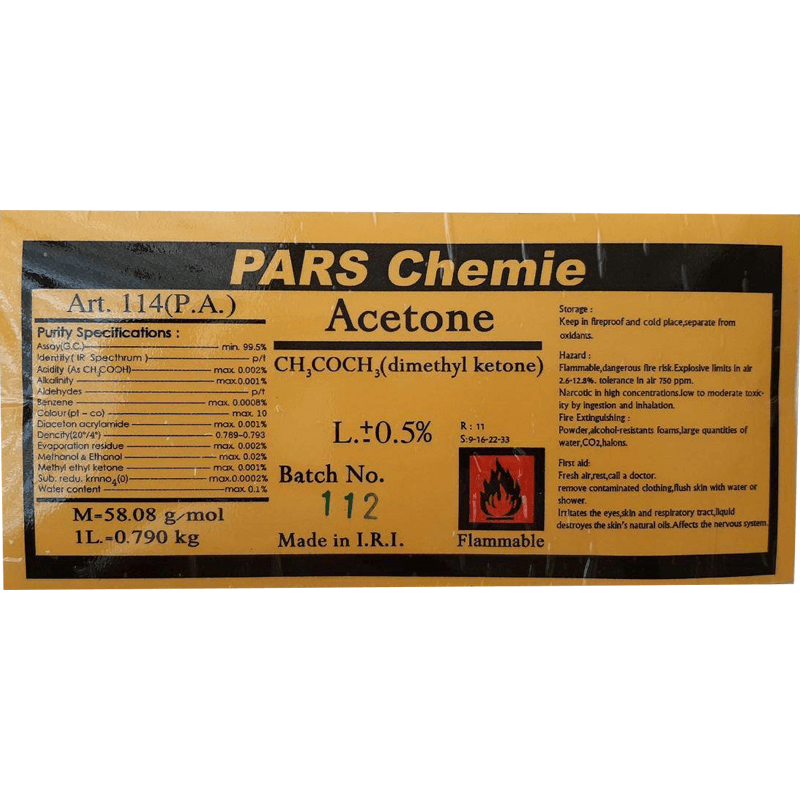 PARS Chemie
Art. 114(P.A.)
Purity Specifications :
Assay(G.C.) min. 99.5%
Identity( IR Specthrum ) p/t
Acidity (As CH3COOH) max. 0.002%
Alkalinity max.0.001%
Aldehydes p/t
Benzene max. 0.0008%
Colour(pt – co) max. 10
Diaceton acrylamide max. 0.001%
Dencity(20°/4°) 0.789-0.793
Evaporation residue max. 0.002%
Methanol & Ethanol max. 0.02%
Methyl ethyl ketone max. 0.001%
Sub. redu. kmno4(0) max.0.0002%
Water content max. 0.1%
M=58.08 g/mol
1L.=0.790 kg
Acetone
CH3COCH3(dimethyl ketone)
L.±0.5%
R : 11
S:9-16-22-33
Batch No.
112
Made in I.R.I.
Flammable
Storage :
Keep in fireproof and cold place,separate from
oxidans.
Hazard :
Flammable,dangerous fire risk.Explosive limits in air
2.6-12.8%. tolerance in air 750 ppm.
Narcotic in high concentrations.low to moderate toxic-
ity by ingestion and inhalation.
Fire Extinguishing :
Powder,alcohol-resistants foams,large quantities of
water,CO2,halons.
First aid:
Fresh air,rest,call a doctor.
remove contaminated clothing,flush skin with water or
shower.
Irritates the eyes,skin and respiratory tract,liquid
destroyes the skin's natural oils.Affects the nervous system.